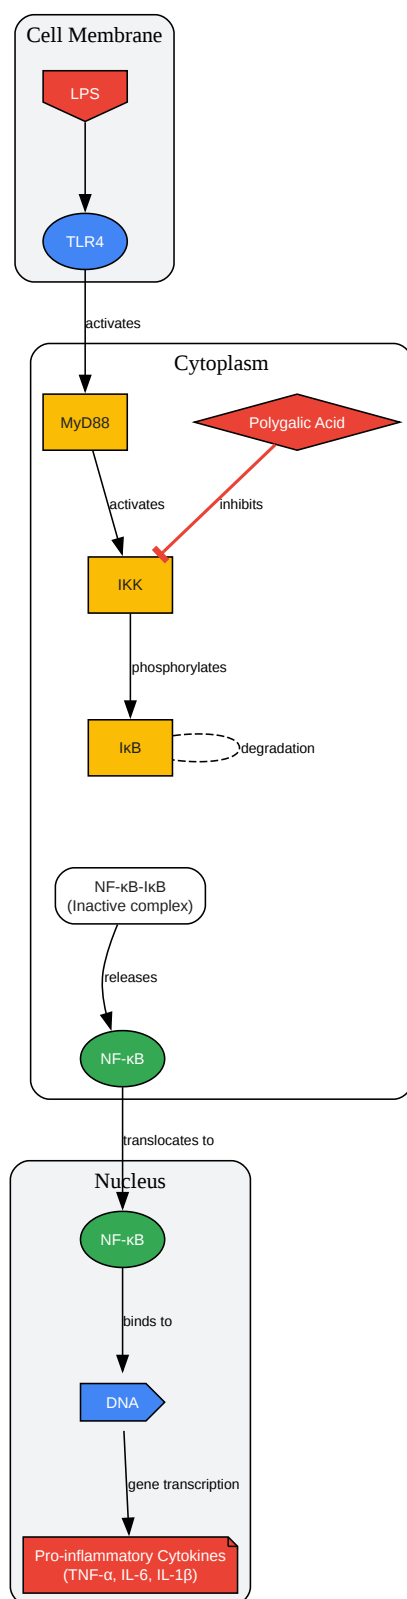 Cell Membrane
LPS
TLR4
activates
Cytoplasm
MyD88
Polygalic Acid
activates
inhibits
IKK
phosphorylates
IκB
degradation
NF-κB-IκB
(Inactive complex)
releases
NF-κB
translocates to
Nucleus
NF-κB
binds to
DNA
gene transcription
Pro-inflammatory Cytokines
(TNF-α, IL-6, IL-1β)